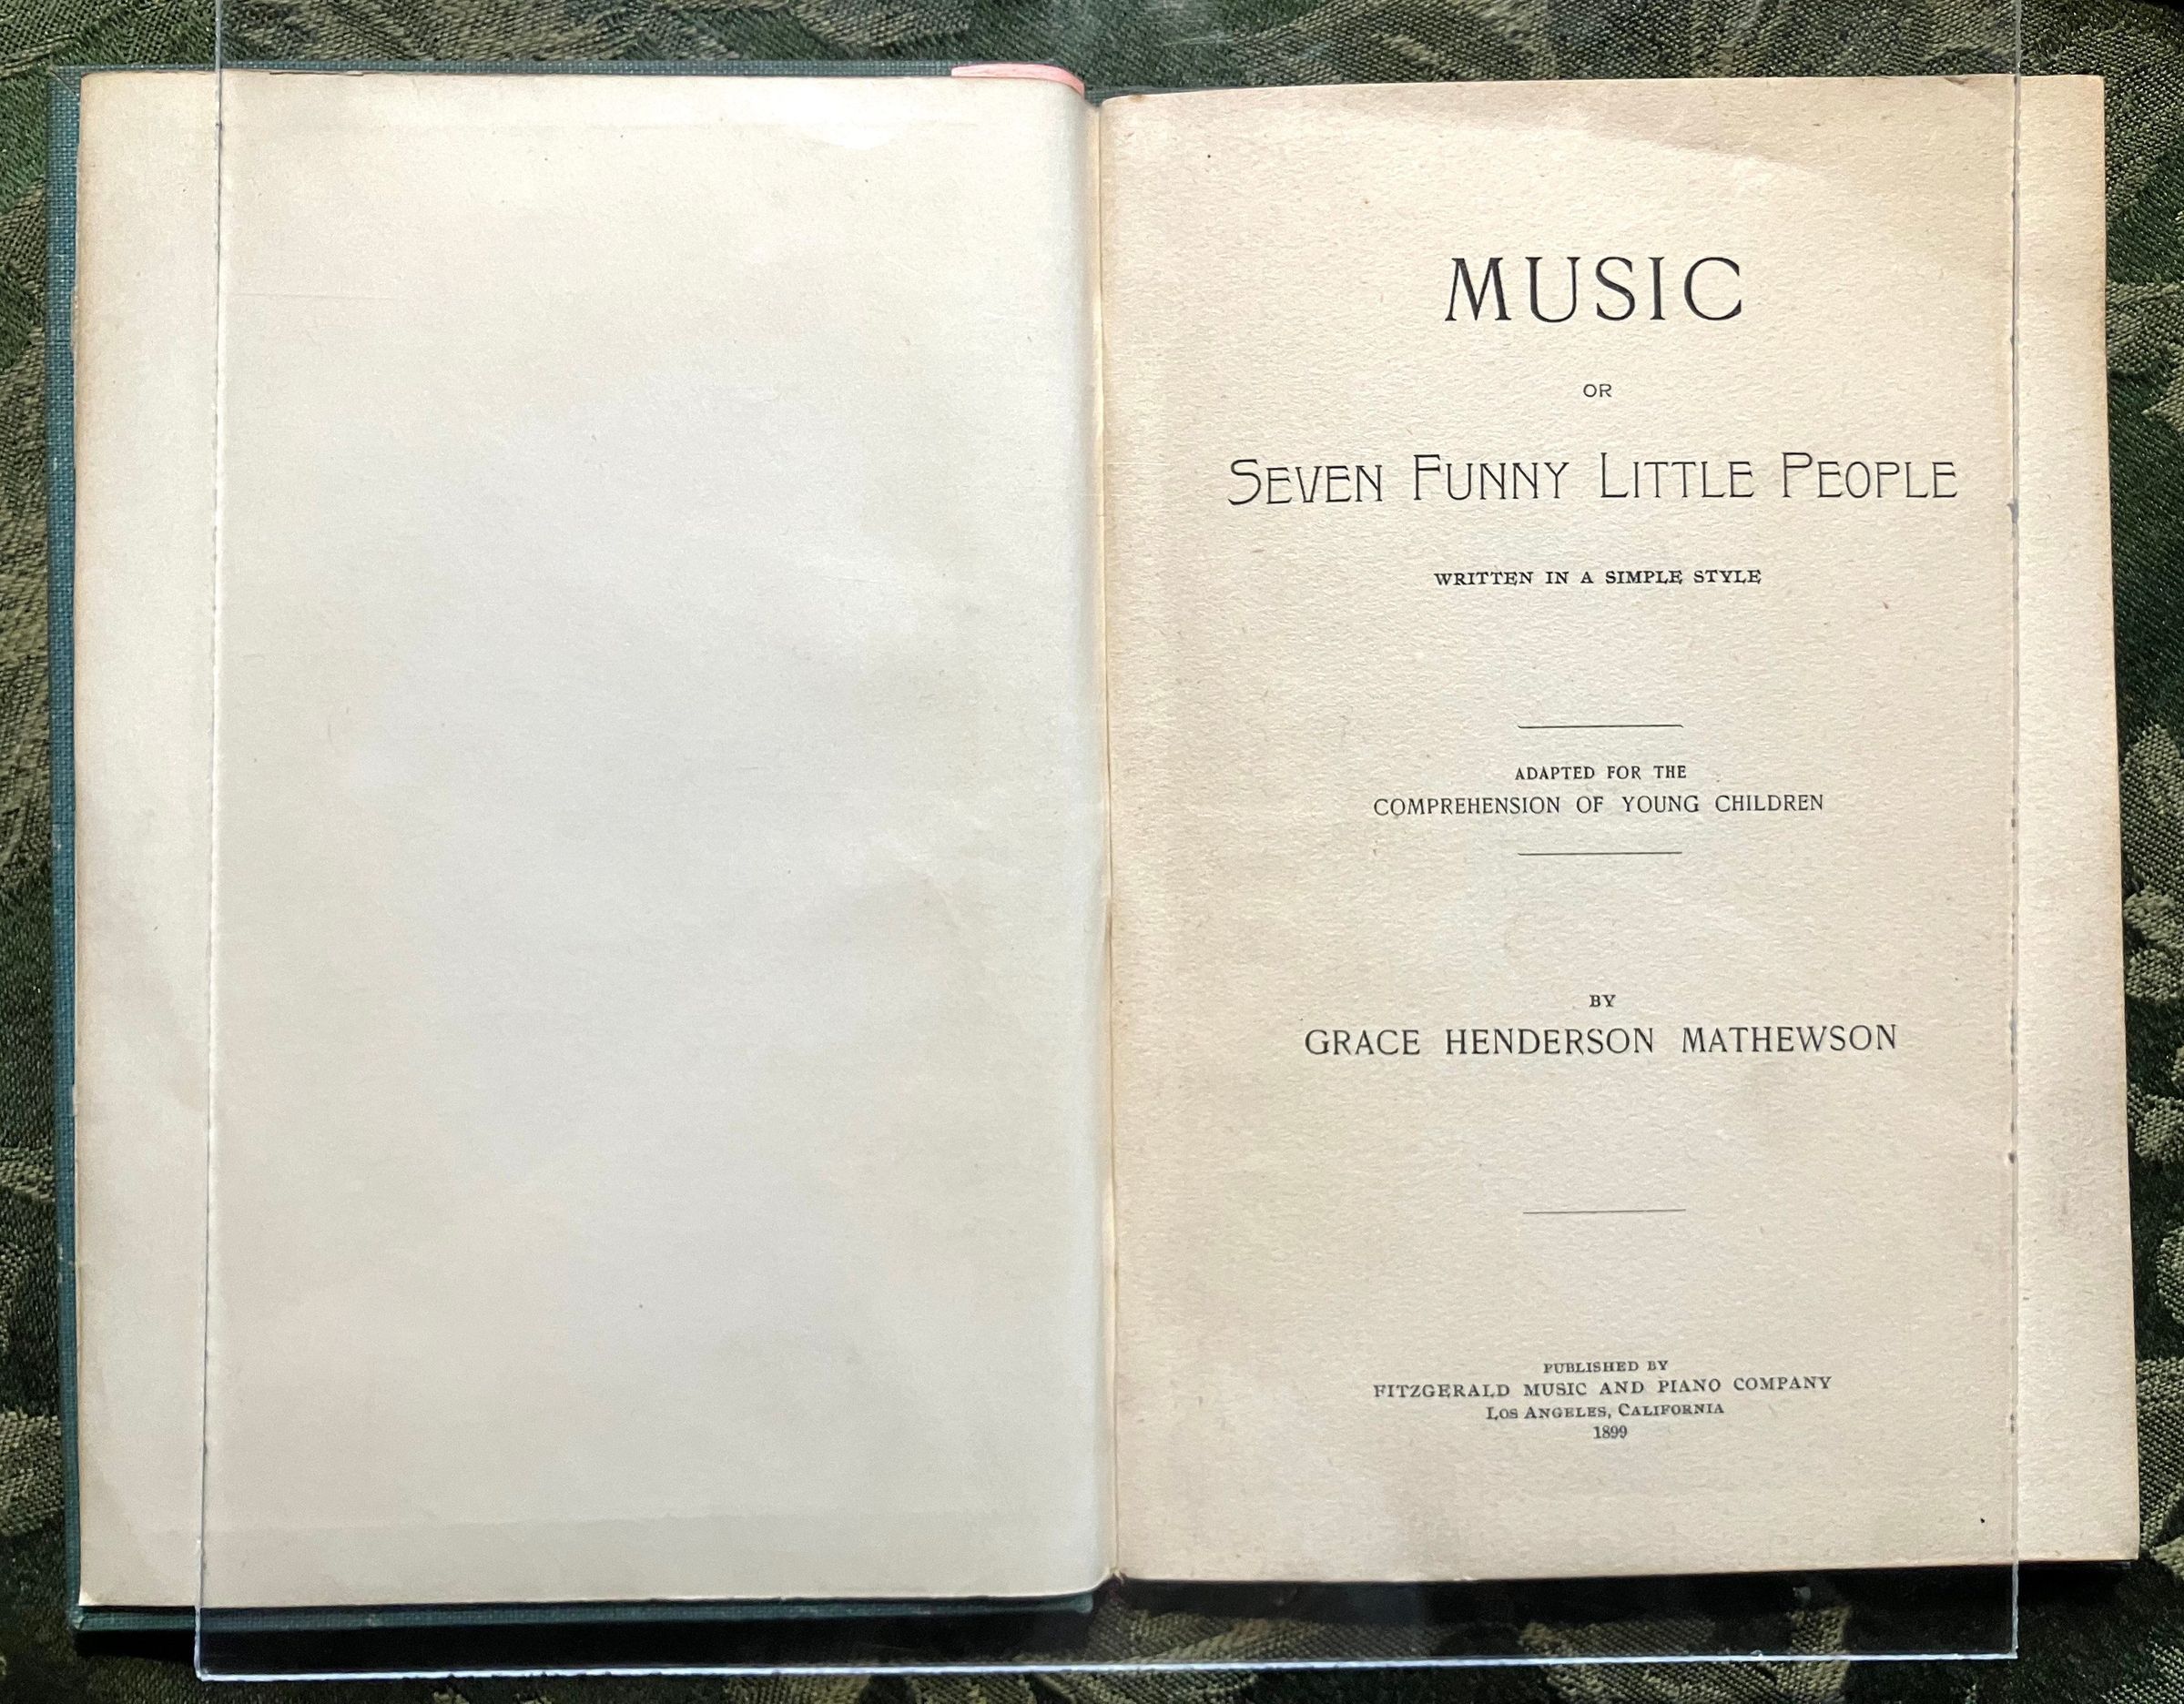 MUSIC
OR
SEVEN FUNNY LITTLE PEOPLE
WRITTEN IN A SIMPLE STYLE
ADAPTED FOR THE
COMPREHENSION OF YOUNG CHILDREN
BY
GRACE HENDERSON MATHEWSON
PUBLISHED BY
FITZGERALD MUSIC AND PIANO COMPANY
LOS ANGELES, CALIFORNIA
1899